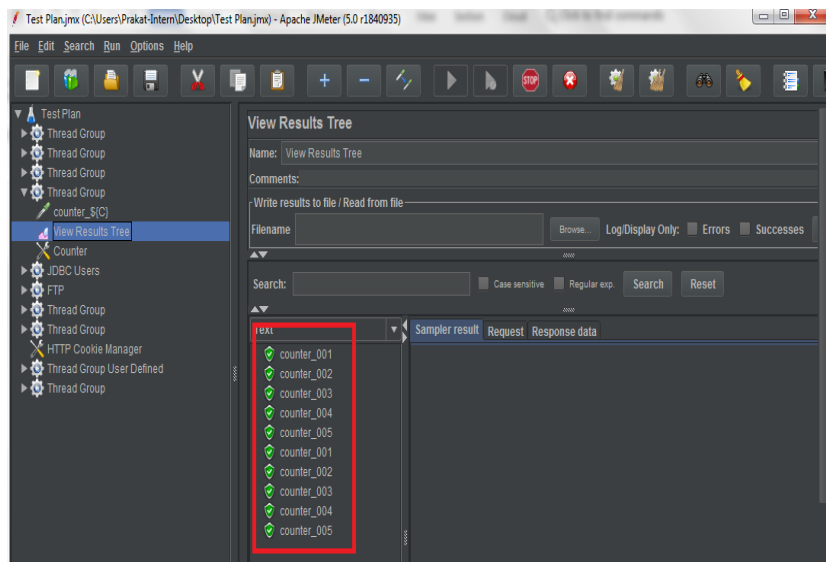 Test Plan.jmx (C:\Users\Prakat-Intern\Desktop\Test Plan.jmx) - Apache JMeter (5.0 r1840935)
File Edit Search Run Options Help
STOP
Test Plan
Thread Group
Thread Group
Thread Group
Thread Group
counter_${C}
View Results Tree
Counter
JDBC Users
FTP
Thread Group
Thread Group
HTTP Cookie Manager
Thread Group User Defined
Thread Group
View Results Tree
Name: View Results Tree
Comments:
Write results to file / Read from file
Filename Browse... Log/Display Only: Errors Successes
Search: Case sensitive Regular exp. Search Reset
Text
Sampler result Request Response data
counter_001
counter_002
counter_003
counter_004
counter_005
counter_001
counter_002
counter_003
counter_004
counter_005